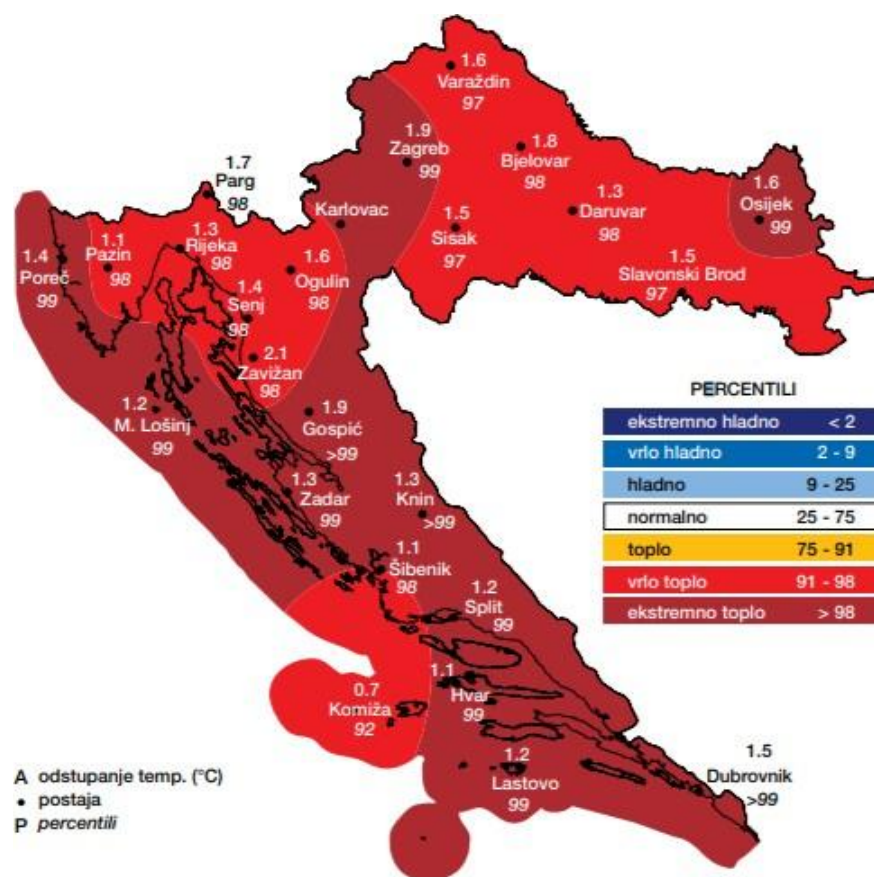 1.6
Varaždin
97
1.9
Zagreb
99
1.8
Bjelovar
98
1.7
Parg
98
Karlovac
1.3
Daruvar
98
1.6
Osijek
99
1.5
Sisak
97
1.5
Slavonski Brod
97
1.4
Poreč
99
1.1
Pazin
98
1.3
Rijeka
98
1.6
Ogulin
98
1.4
Senj
98
2.1
Zavižan
98
1.2
M. Lošinj
99
1.9
Gospić
>99
1.3
Zadar
99
1.3
Knin
>99
1.1
Šibenik
98
1.2
Split
99
0.7
Komiža
92
1.1
Hvar
99
1.2
Lastovo
99
1.5
Dubrovnik
>99
PERCENTILI
ekstremno hladno < 2
vrlo hladno 2 - 9
hladno 9 - 25
normalno 25 - 75
toplo 75 - 91
vrlo toplo 91 - 98
ekstremno toplo > 98
A odstupanje temp. (°C)
• postaja
P percentili